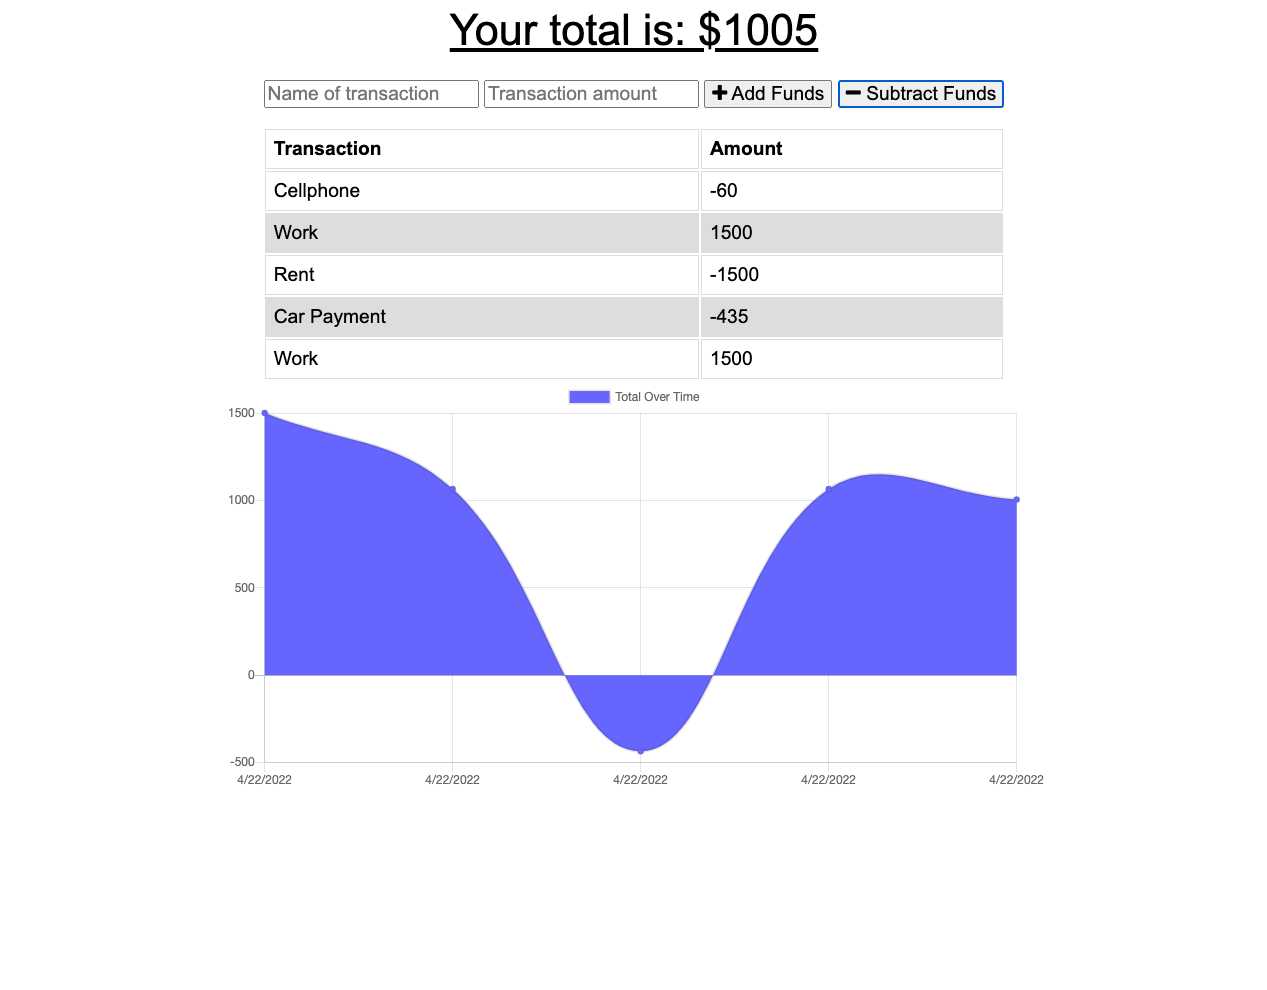 Your total is: $1005
Name of transaction Transaction amount Add Funds Subtract Funds
Transaction Amount
Cellphone -60
Work 1500
Rent -1500
Car Payment -435
Work 1500
Total Over Time
1500
1000
500
0
-500
4/22/2022 4/22/2022 4/22/2022 4/22/2022 4/22/2022